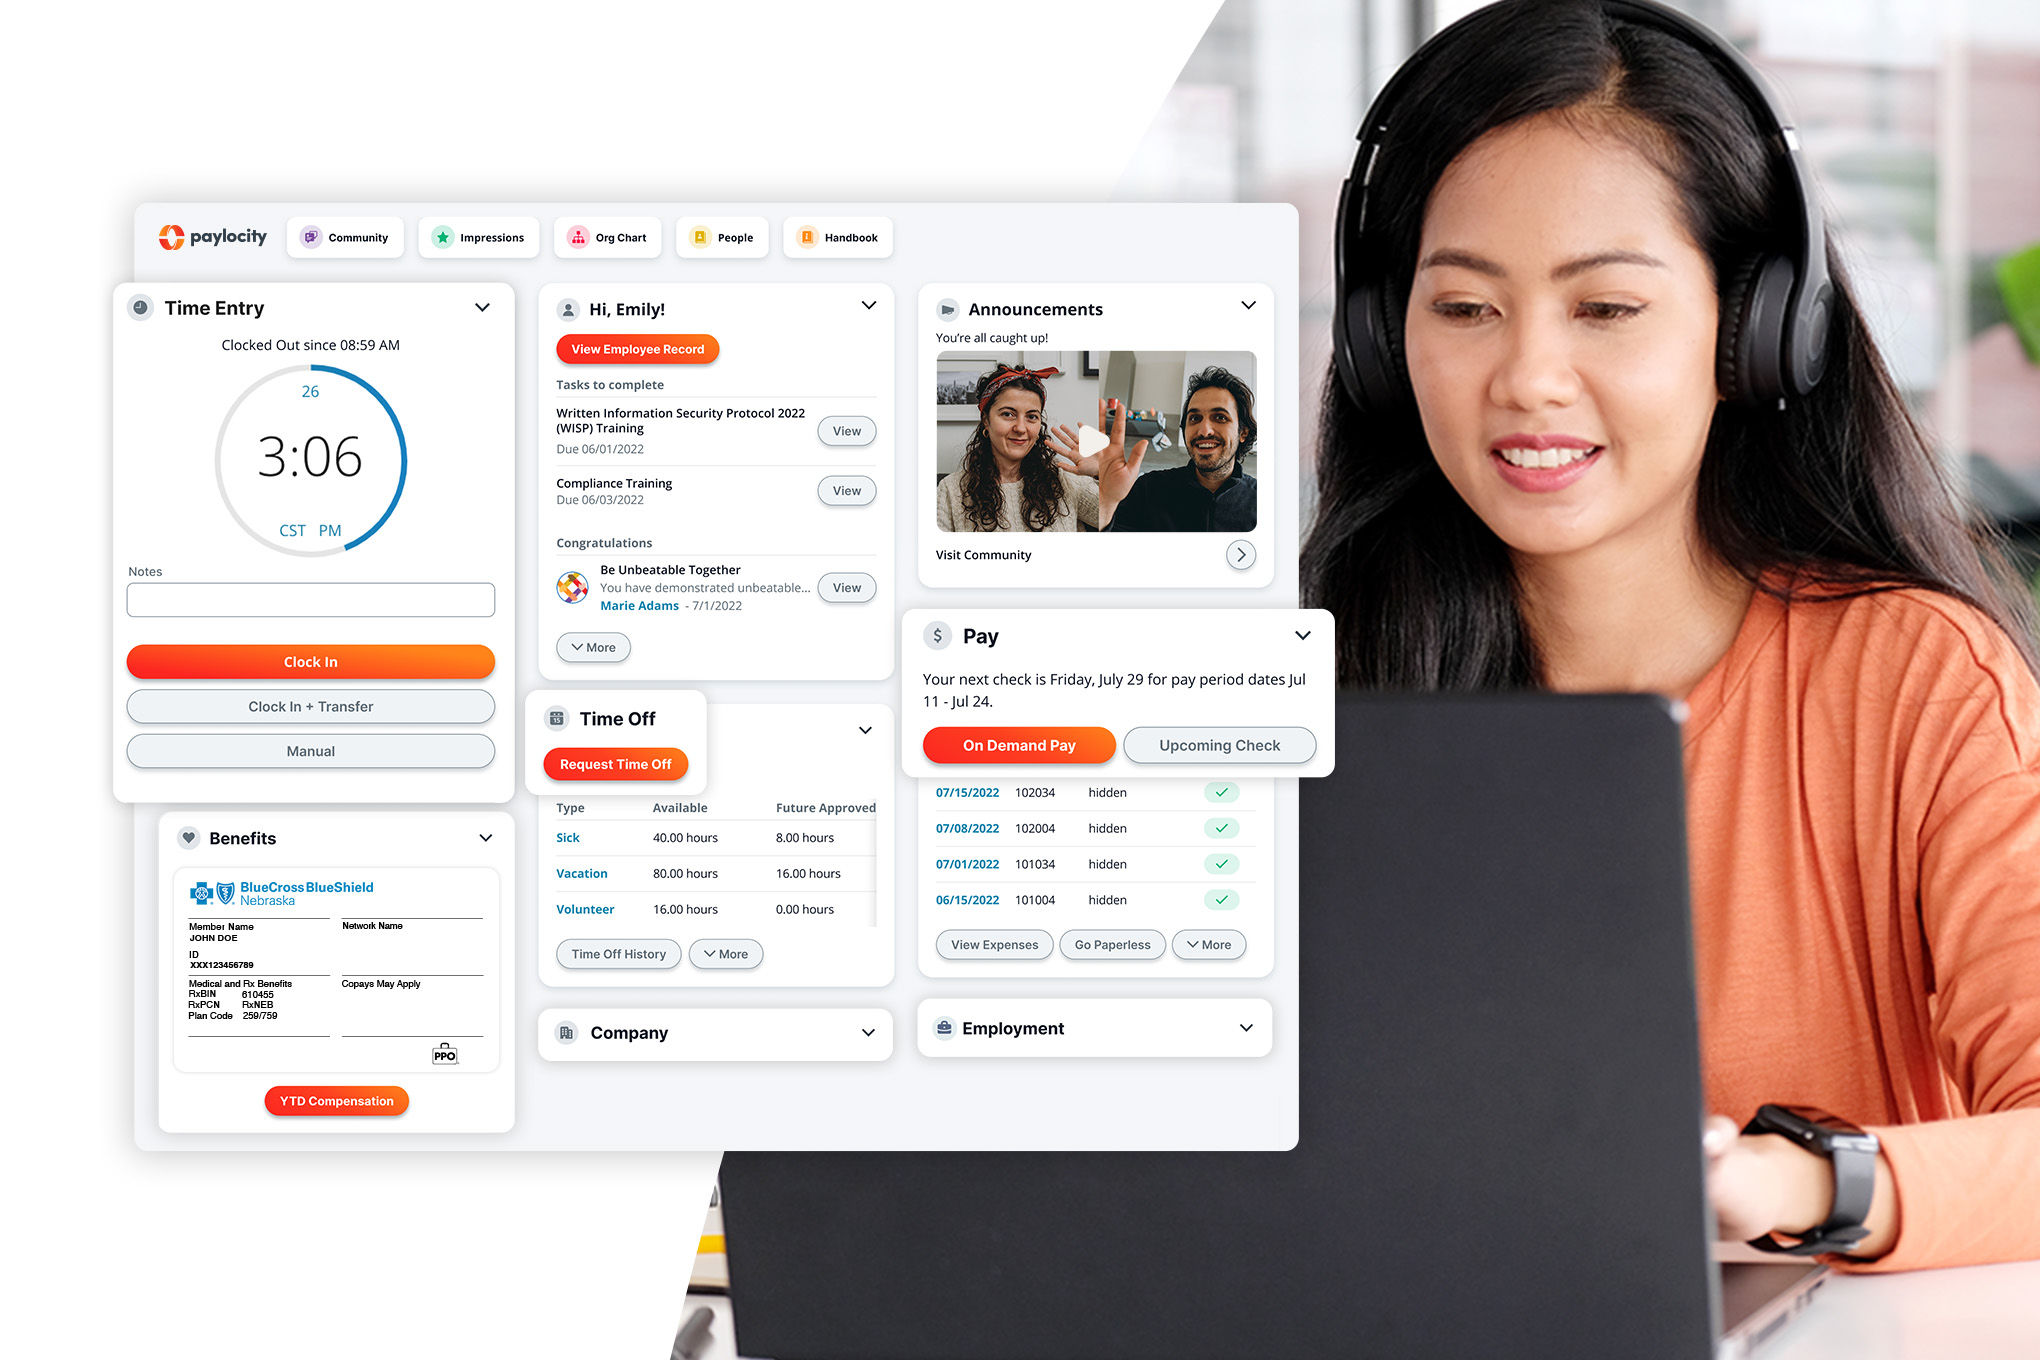 paylocity
Community
Impressions
Org Chart
People
Handbook
Time Entry
Clocked Out since 08:59 AM
26
3:06
CST PM
Notes
Clock In
Clock In + Transfer
Manual
Benefits
BlueCross BlueShield
Nebraska
Member Name
JOHN DOE
Network Name
ID
XXX123456789
Medical and Rx Benefits
Copays May Apply
RxBIN 610455
RxPCN RxNEB
Plan Code 259/759
PPO
YTD Compensation
Hi, Emily!
View Employee Record
Tasks to complete
Written Information Security Protocol 2022
(WISP) Training
Due 06/01/2022
View
Compliance Training
Due 06/03/2022
View
Congratulations
Be Unbeatable Together
You have demonstrated unbeatable...
Marie Adams - 7/1/2022
View
More
15
Time Off
Request Time Off
Type Available Future Approved
Sick 40.00 hours 8.00 hours
Vacation 80.00 hours 16.00 hours
Volunteer 16.00 hours 0.00 hours
Time Off History
More
Company
Announcements
You're all caught up!
Visit Community
$
Pay
Your next check is Friday, July 29 for pay period dates Jul
11 - Jul 24.
On Demand Pay
Upcoming Check
07/15/2022 102034 hidden
07/08/2022 102004 hidden
07/01/2022 101034 hidden
06/15/2022 101004 hidden
View Expenses
Go Paperless
More
Employment